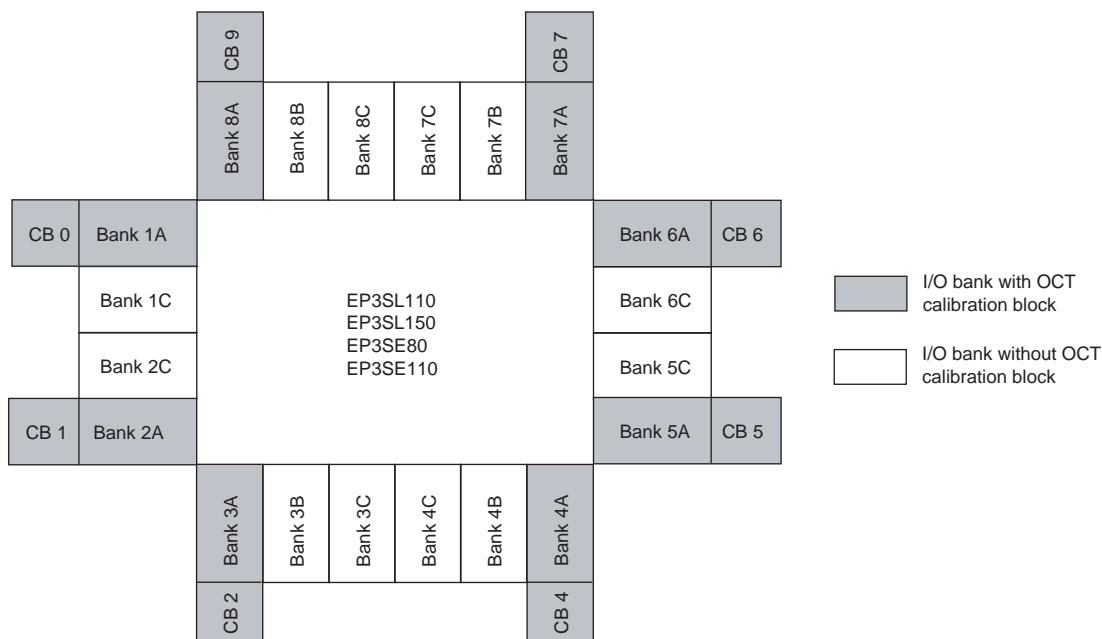 CB 9
CB 7
Bank 8A
Bank 8B
Bank 8C
Bank 7C
Bank 7B
Bank 7A
CB 0
Bank 1A
Bank 6A
CB 6
Bank 1C
Bank 6C
Bank 2C
Bank 5C
CB 1
Bank 2A
Bank 5A
CB 5
EP3SL110
EP3SL150
EP3SE80
EP3SE110
I/O bank with OCT
calibration block
I/O bank without OCT
calibration block
Bank 3A
Bank 3B
Bank 3C
Bank 4C
Bank 4B
Bank 4A
CB 2
CB 4